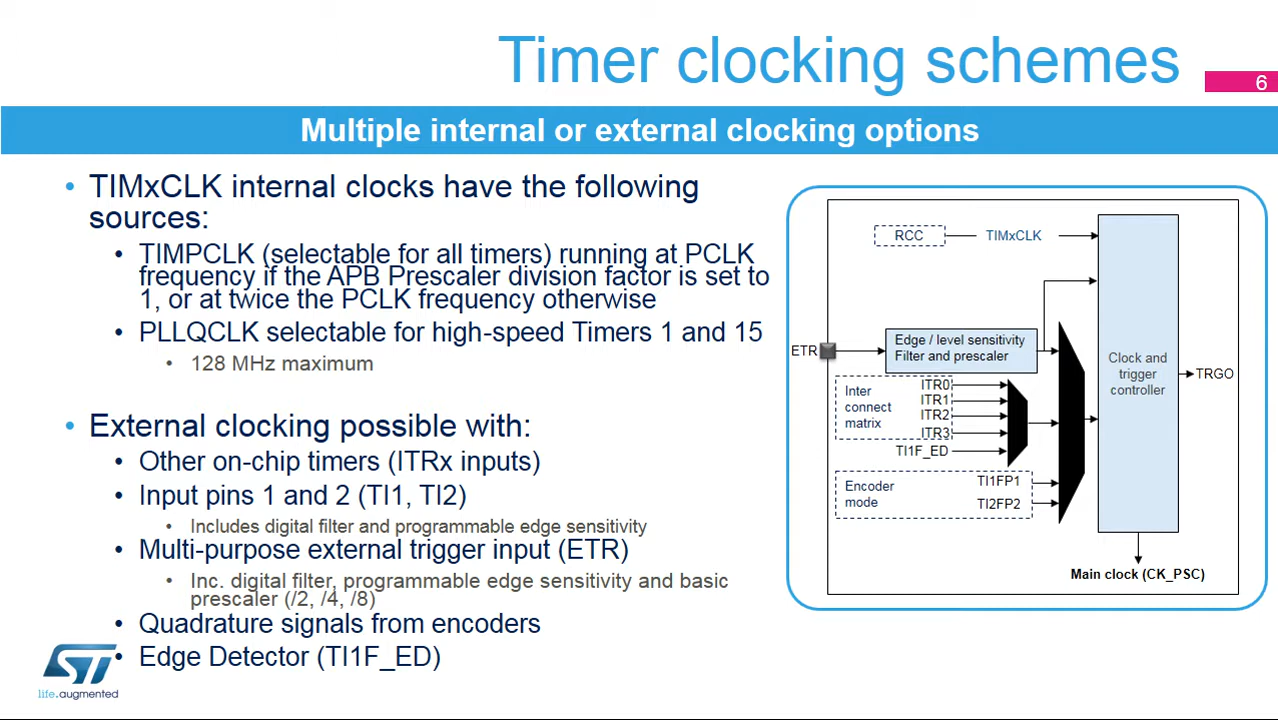 Timer clocking schemes
6
Multiple internal or external clocking options
• TIMxCLK internal clocks have the following
sources:
• TIMPCLK (selectable for all timers) running at PCLK
frequency if the APB Prescaler division factor is set to
1, or at twice the PCLK frequency otherwise
• PLLQCLK selectable for high-speed Timers 1 and 15
• 128 MHz maximum
• External clocking possible with:
• Other on-chip timers (ITRx inputs)
• Input pins 1 and 2 (TI1, TI2)
• Includes digital filter and programmable edge sensitivity
• Multi-purpose external trigger input (ETR)
• Inc. digital filter, programmable edge sensitivity and basic
prescaler (/2, /4, /8)
• Quadrature signals from encoders
• Edge Detector (TI1F_ED)
RCC
TIMxCLK
ETR
Edge / level sensitivity
Filter and prescaler
Inter
connect
matrix
ITR0
ITR1
ITR2
ITR3
TI1F_ED
Encoder
mode
TI1FP1
TI2FP2
Clock and
trigger
controller
TRGO
Main clock (CK_PSC)
ST
life.augmented